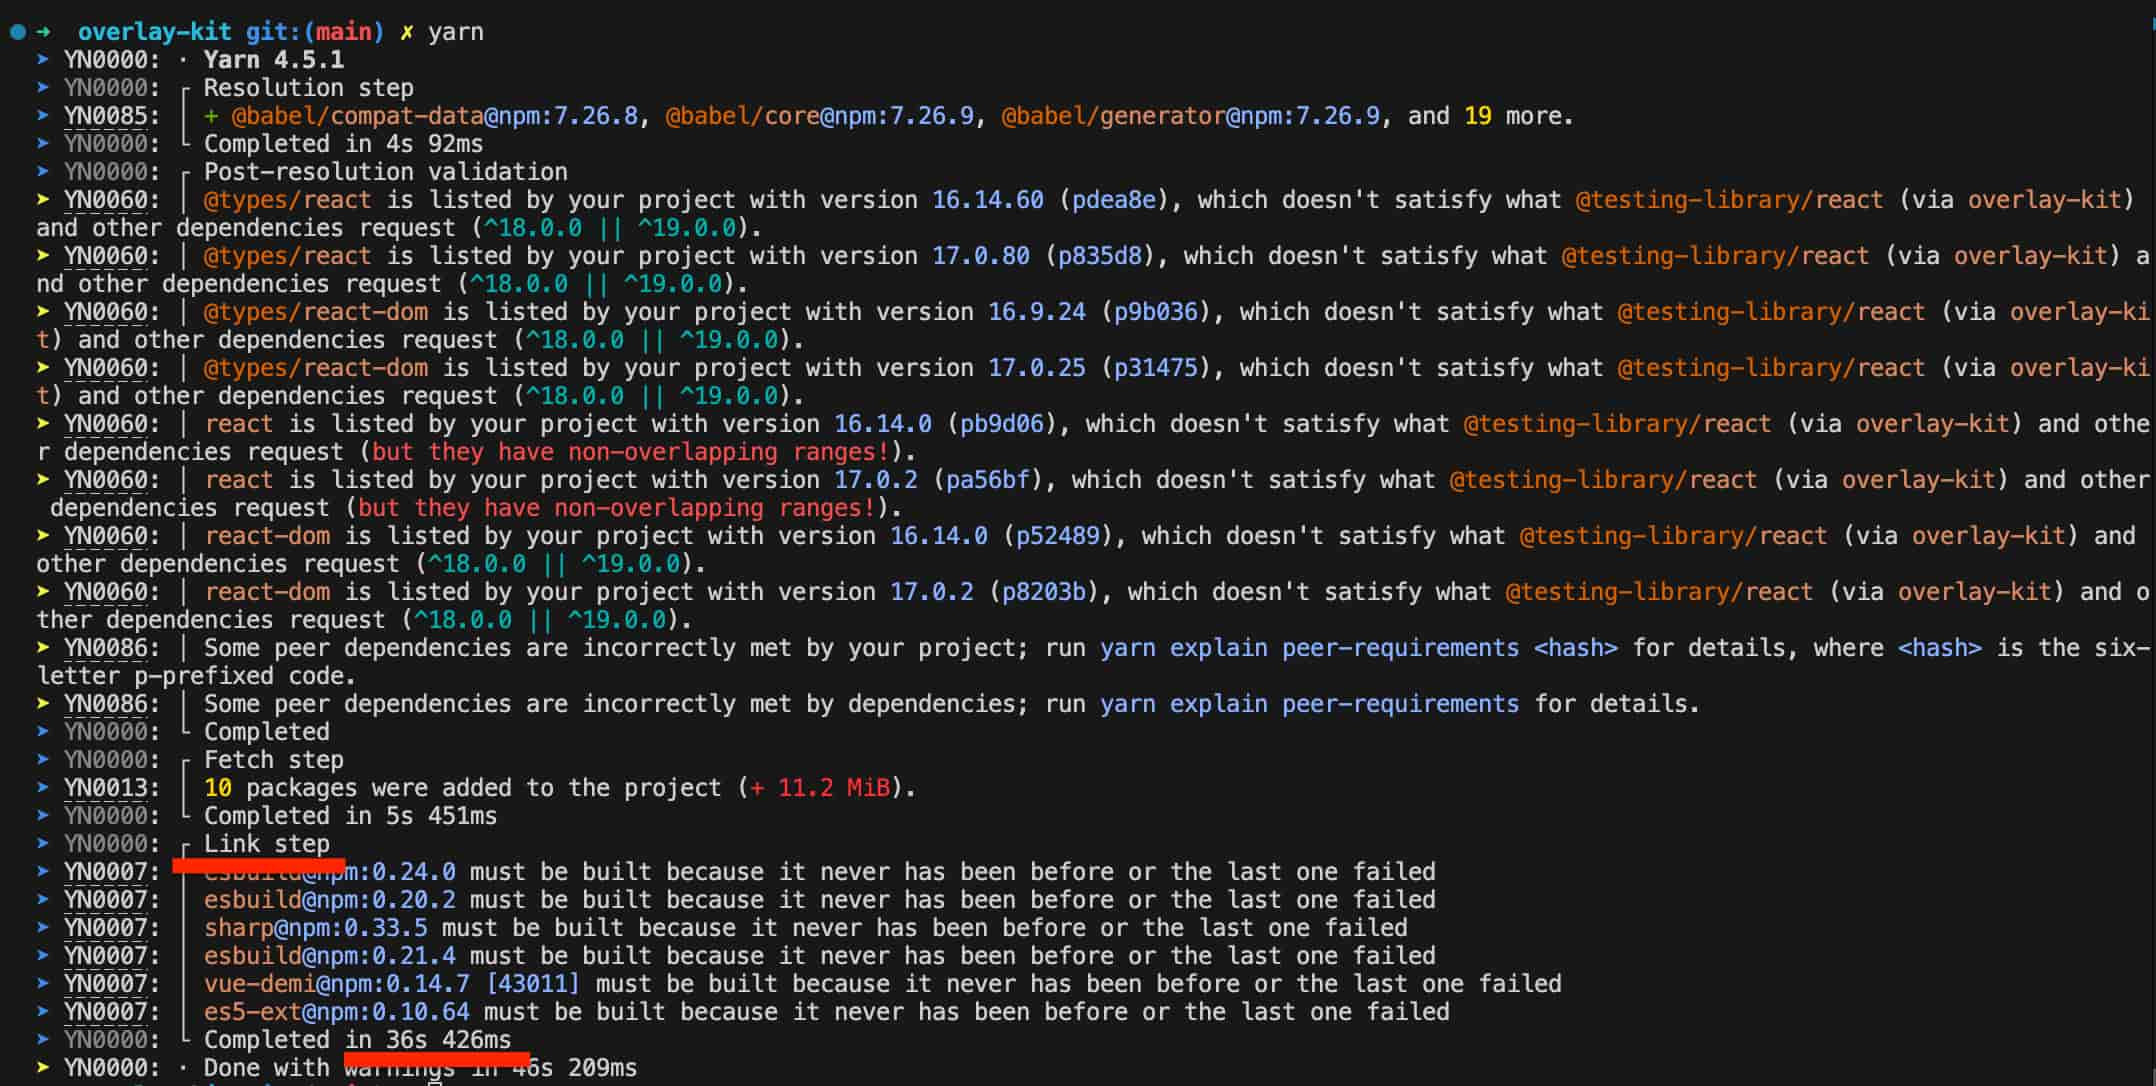 ➜ overlay-kit git:(main) ✗ yarn
➤ YN0000: · Yarn 4.5.1
➤ YN0000: ┌ Resolution step
➤ YN0085: │ + @babel/compat-data@npm:7.26.8, @babel/core@npm:7.26.9, @babel/generator@npm:7.26.9, and 19 more.
➤ YN0000: └ Completed in 4s 92ms
➤ YN0000: ┌ Post-resolution validation
➤ YN0060: │ @types/react is listed by your project with version 16.14.60 (pdea8e), which doesn't satisfy what @testing-library/react (via overlay-kit)
and other dependencies request (^18.0.0 || ^19.0.0).
➤ YN0060: │ @types/react is listed by your project with version 17.0.80 (p835d8), which doesn't satisfy what @testing-library/react (via overlay-kit) a
nd other dependencies request (^18.0.0 || ^19.0.0).
➤ YN0060: │ @types/react-dom is listed by your project with version 16.9.24 (p9b036), which doesn't satisfy what @testing-library/react (via overlay-ki
t) and other dependencies request (^18.0.0 || ^19.0.0).
➤ YN0060: │ @types/react-dom is listed by your project with version 17.0.25 (p31475), which doesn't satisfy what @testing-library/react (via overlay-ki
t) and other dependencies request (^18.0.0 || ^19.0.0).
➤ YN0060: │ react is listed by your project with version 16.14.0 (pb9d06), which doesn't satisfy what @testing-library/react (via overlay-kit) and othe
r dependencies request (but they have non-overlapping ranges!).
➤ YN0060: │ react is listed by your project with version 17.0.2 (pa56bf), which doesn't satisfy what @testing-library/react (via overlay-kit) and other
dependencies request (but they have non-overlapping ranges!).
➤ YN0060: │ react-dom is listed by your project with version 16.14.0 (p52489), which doesn't satisfy what @testing-library/react (via overlay-kit) and
other dependencies request (^18.0.0 || ^19.0.0).
➤ YN0060: │ react-dom is listed by your project with version 17.0.2 (p8203b), which doesn't satisfy what @testing-library/react (via overlay-kit) and o
ther dependencies request (^18.0.0 || ^19.0.0).
➤ YN0086: │ Some peer dependencies are incorrectly met by your project; run yarn explain peer-requirements <hash> for details, where <hash> is the six-
letter p-prefixed code.
➤ YN0086: │ Some peer dependencies are incorrectly met by dependencies; run yarn explain peer-requirements for details.
➤ YN0000: └ Completed
➤ YN0000: ┌ Fetch step
➤ YN0013: │ 10 packages were added to the project (+ 11.2 MiB).
➤ YN0000: └ Completed in 5s 451ms
➤ YN0000: ┌ Link step
➤ YN0007: │ esbuild@npm:0.24.0 must be built because it never has been before or the last one failed
➤ YN0007: │ esbuild@npm:0.20.2 must be built because it never has been before or the last one failed
➤ YN0007: │ sharp@npm:0.33.5 must be built because it never has been before or the last one failed
➤ YN0007: │ esbuild@npm:0.21.4 must be built because it never has been before or the last one failed
➤ YN0007: │ vue-demi@npm:0.14.7 [43011] must be built because it never has been before or the last one failed
➤ YN0007: │ es5-ext@npm:0.10.64 must be built because it never has been before or the last one failed
➤ YN0000: └ Completed in 36s 426ms
➤ YN0000: · Done with warnings in 46s 209ms